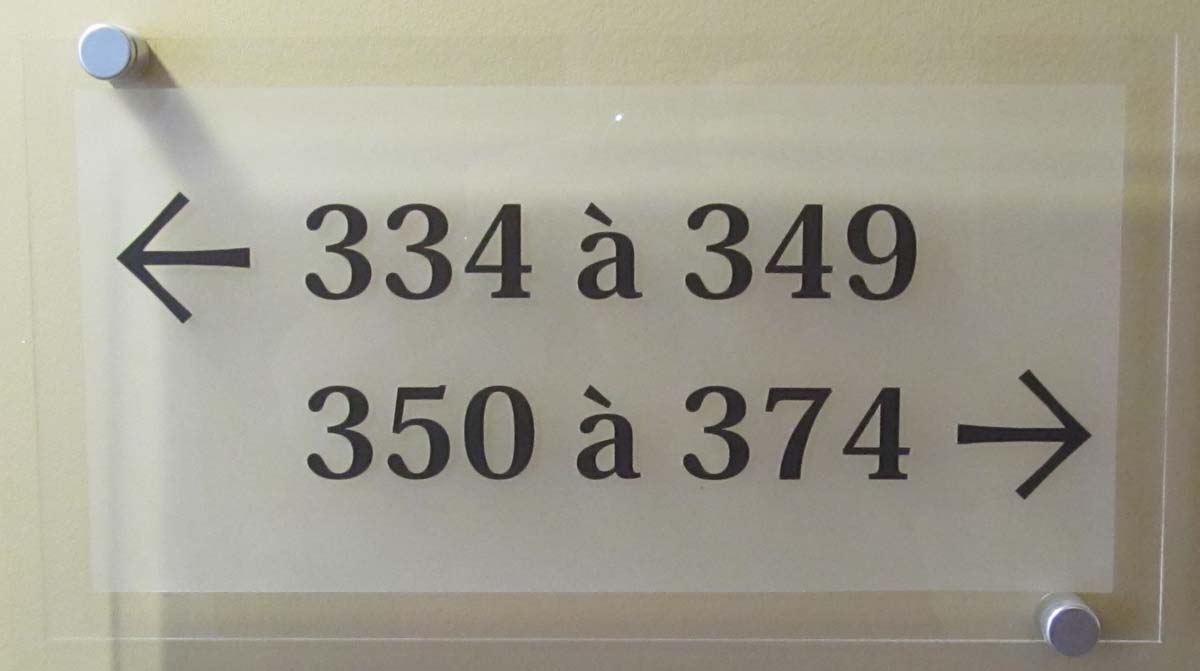 ← 334 à 349
350 à 374 →